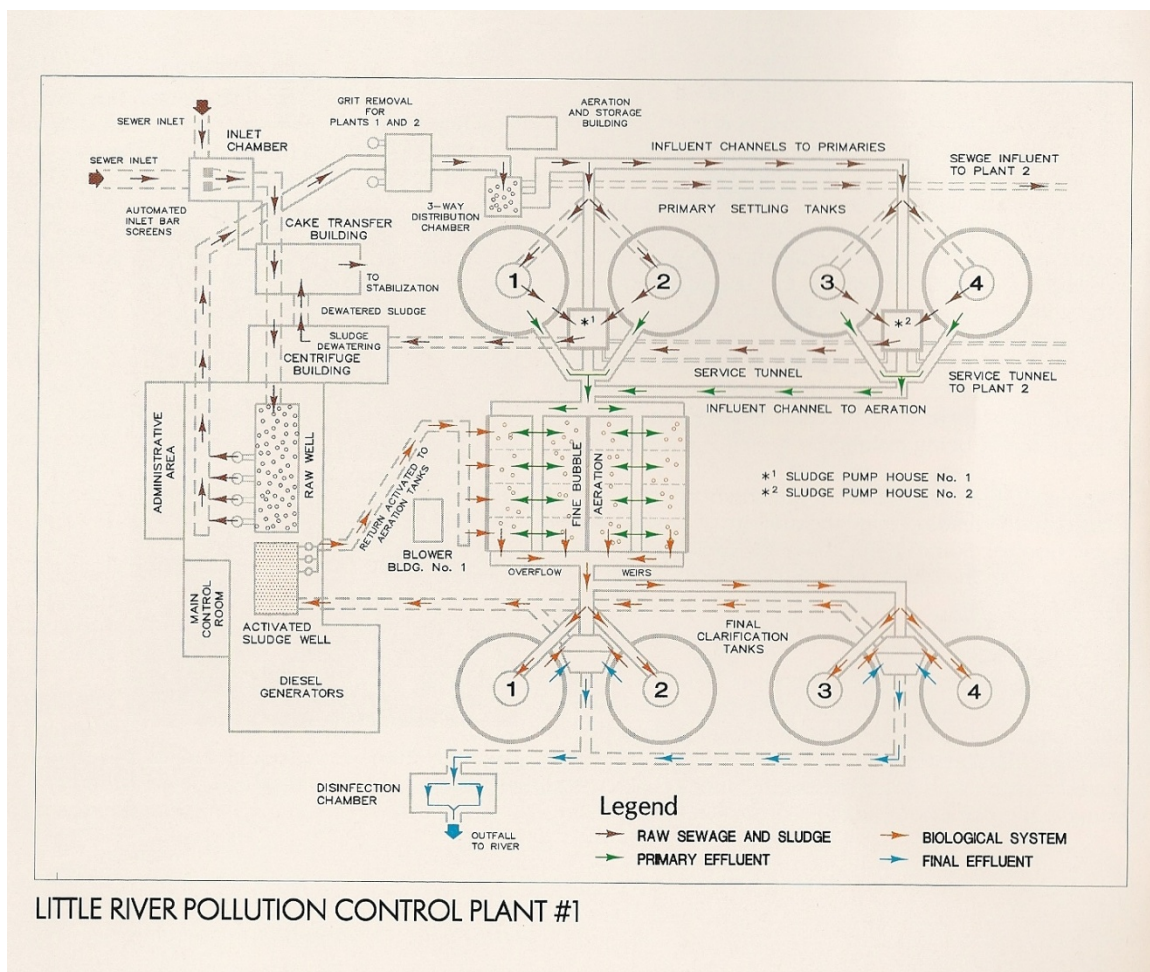 GRIT REMOVAL
FOR
PLANTS 1 AND 2
AERATION
AND STORAGE
BUILDING
SEWER INLET
INLET
CHAMBER
SEWER INLET
INFLUENT CHANNELS TO PRIMARIES
SEWGE INFLUENT
TO PLANT 2
AUTOMATED
INLET BAR
SCREENS
3-WAY
DISTRIBUTION
CHAMBER
PRIMARY SETTLING TANKS
CAKE TRANSFER
BUILDING
TO
STABILIZATION
1
2
3
4
DEWATERED SLUDGE
*1
*2
SLUDGE
DEWATERING
CENTRIFUGE
BUILDING
SERVICE TUNNEL
SERVICE TUNNEL
TO PLANT 2
INFLUENT CHANNEL TO AERATION
ADMINISTRATIVE
AREA
RAW WELL
RETURN ACTIVATED TO
AERATION TANKS
FINE BUBBLE
AERATION
*1 SLUDGE PUMP HOUSE No. 1
*2 SLUDGE PUMP HOUSE No. 2
BLOWER
BLDG. No. 1
OVERFLOW
WEIRS
MAIN
CONTROL
ROOM
ACTIVATED
SLUDGE WELL
FINAL
CLARIFICATION
TANKS
DIESEL
GENERATORS
1
2
3
4
DISINFECTION
CHAMBER
OUTFALL
TO RIVER
Legend
RAW SEWAGE AND SLUDGE
BIOLOGICAL SYSTEM
PRIMARY EFFLUENT
FINAL EFFLUENT
LITTLE RIVER POLLUTION CONTROL PLANT #1